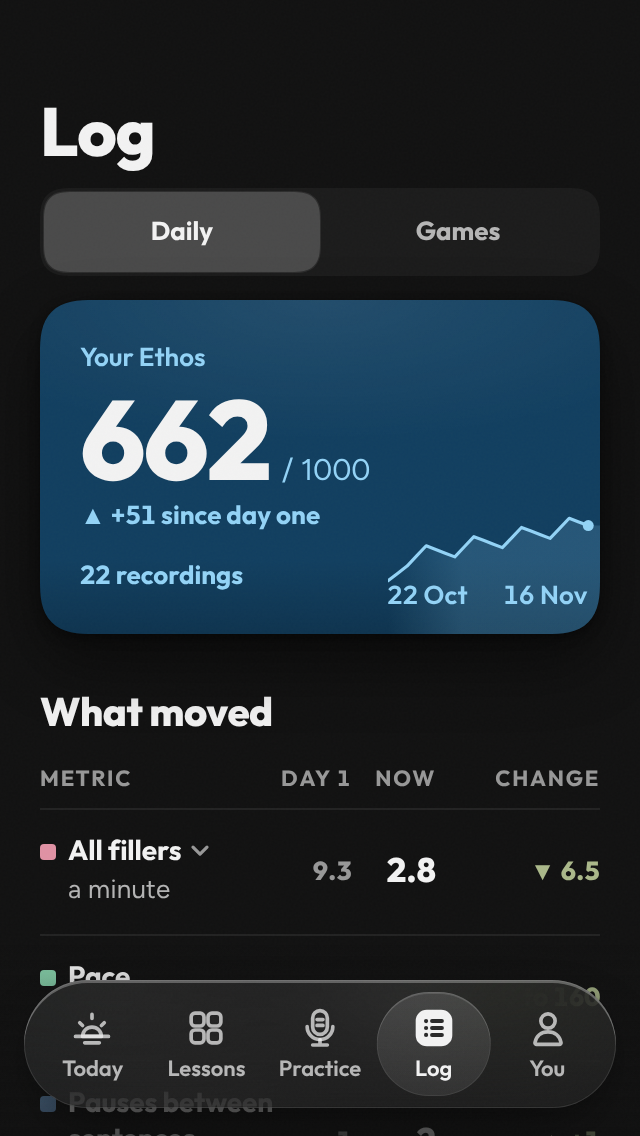 Log
Daily
Games
Your Ethos
662 / 1000
▲ +51 since day one
22 recordings
22 Oct 16 Nov
What moved
METRIC DAY 1 NOW CHANGE
All fillers
9.3 2.8 ▼ 6.5
a minute
Pace
160
Today Lessons Practice Log You
Pauses between
sentences